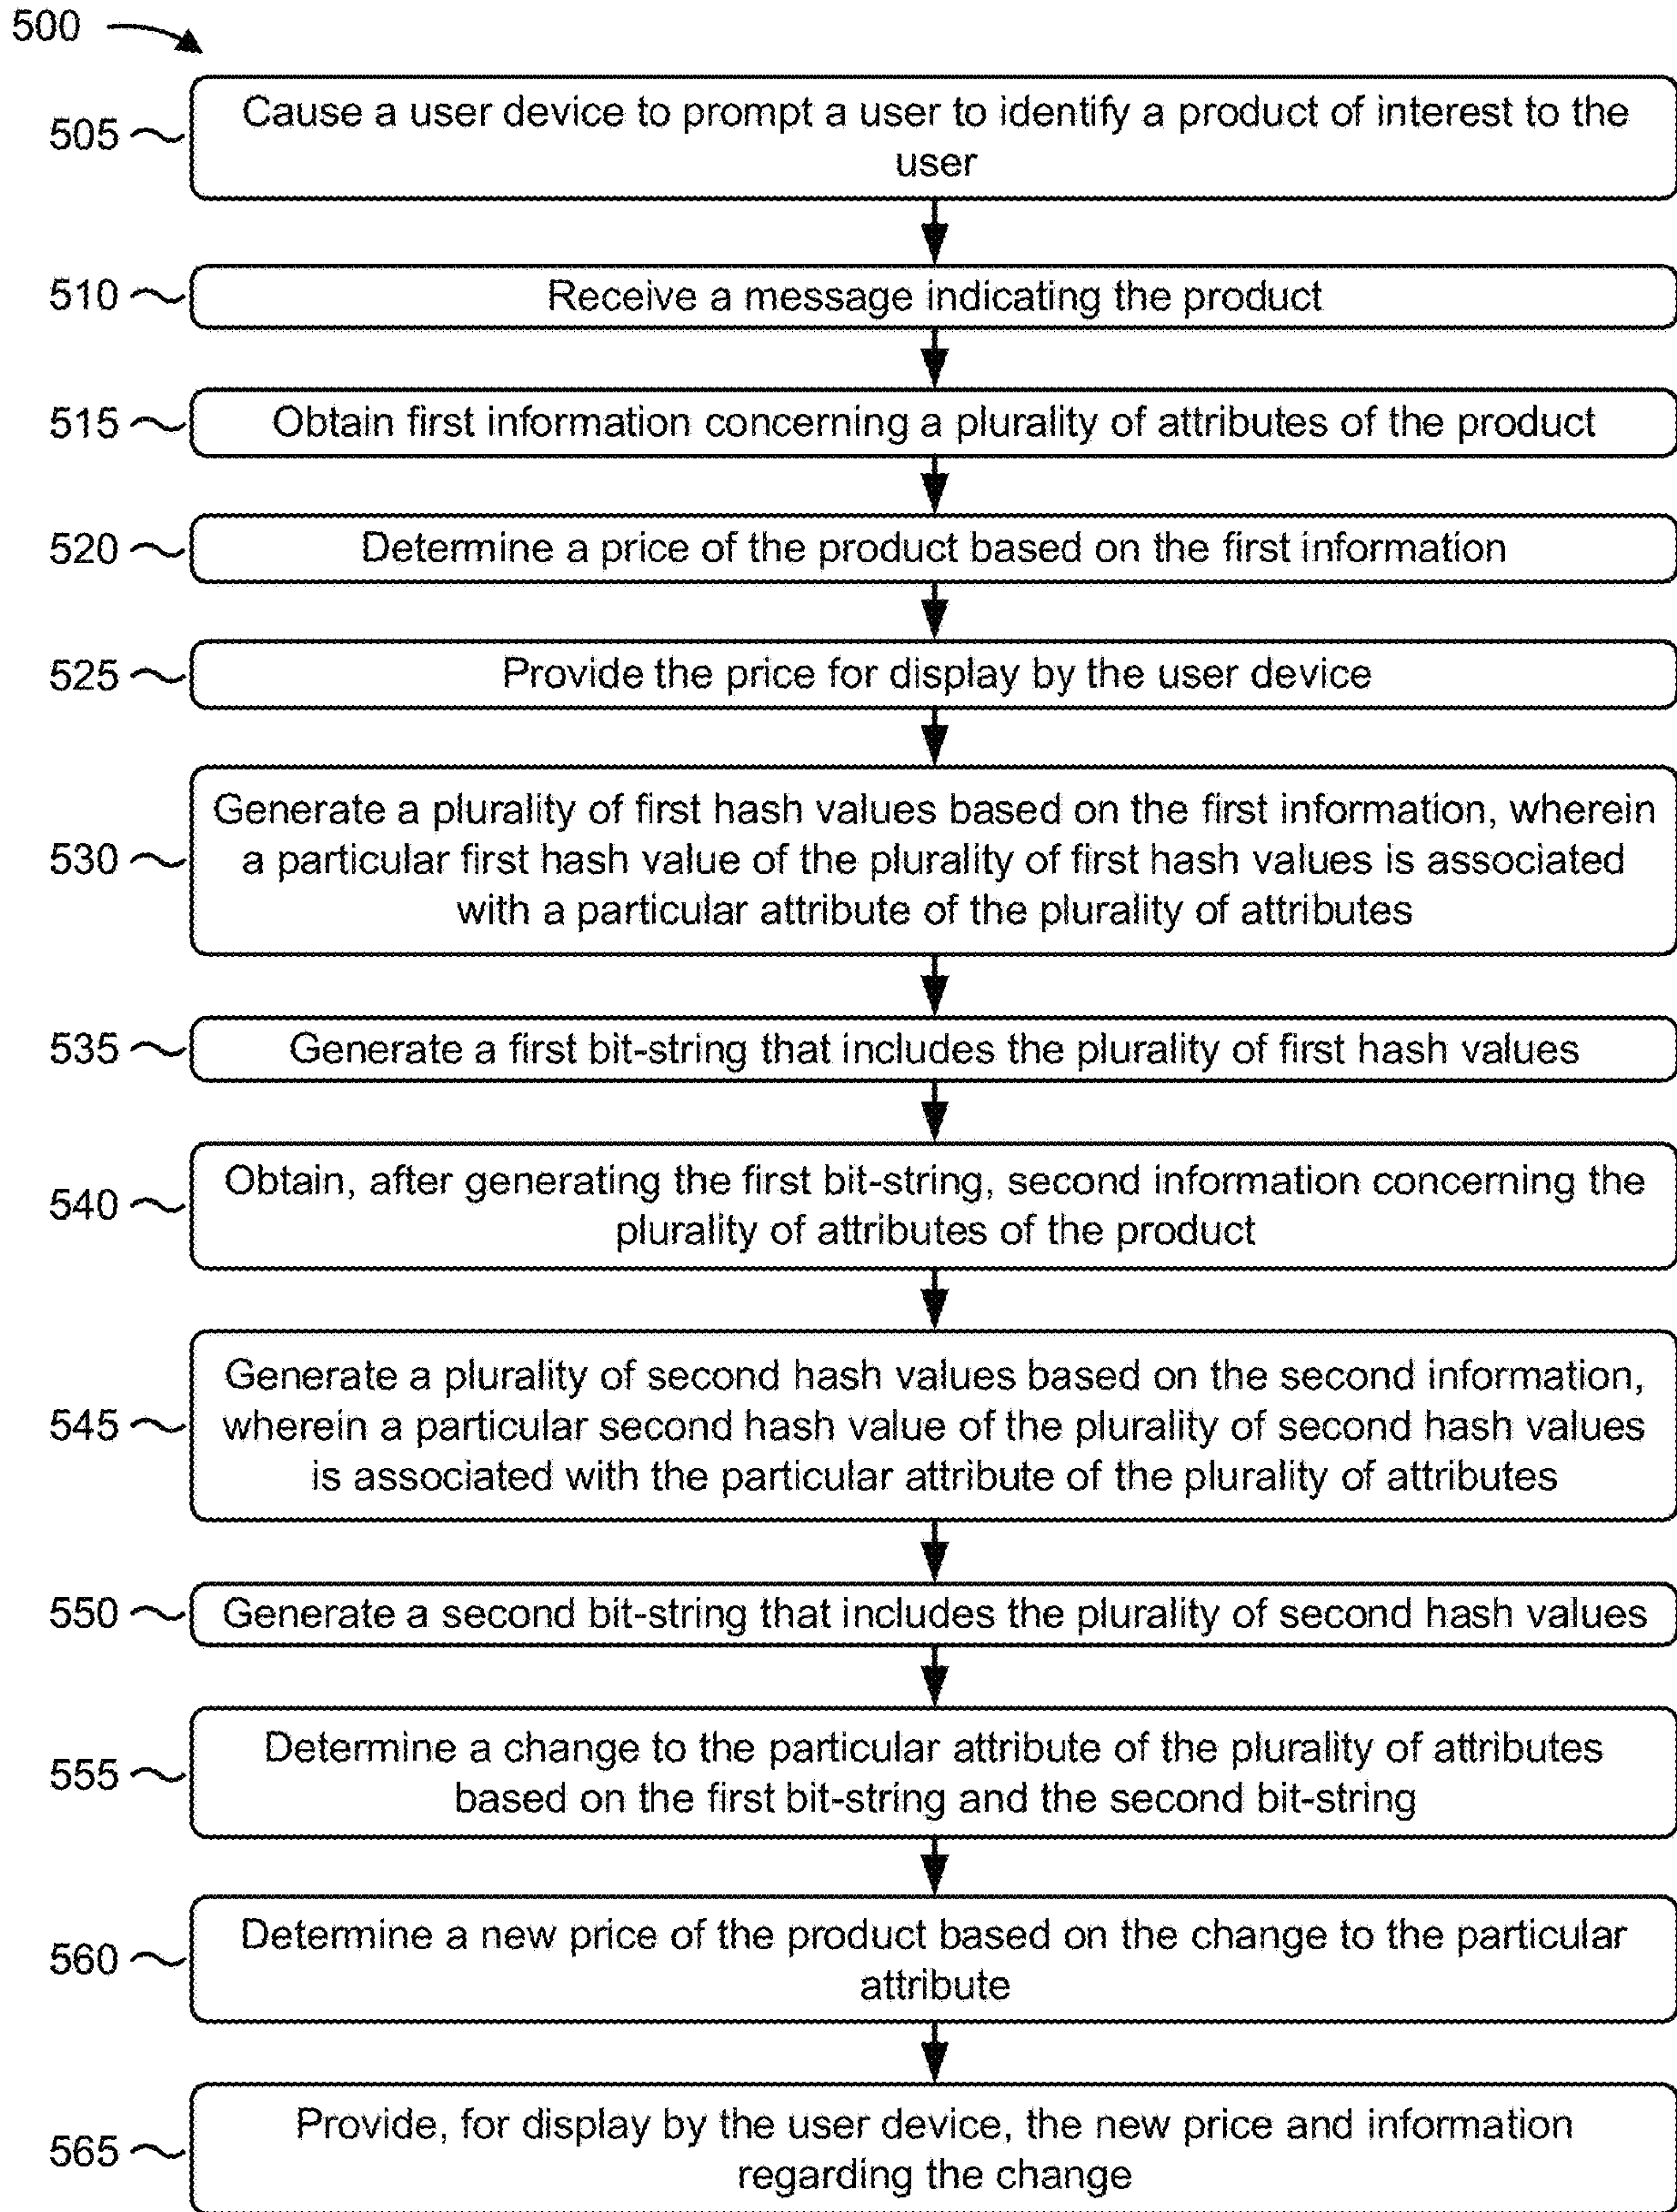 500
505
Cause a user device to prompt a user to identify a product of interest to the
user
510
Receive a message indicating the product
515
Obtain first information concerning a plurality of attributes of the product
520
Determine a price of the product based on the first information
525
Provide the price for display by the user device
530
Generate a plurality of first hash values based on the first information, wherein
a particular first hash value of the plurality of first hash values is associated
with a particular attribute of the plurality of attributes
535
Generate a first bit-string that includes the plurality of first hash values
540
Obtain, after generating the first bit-string, second information concerning the
plurality of attributes of the product
545
Generate a plurality of second hash values based on the second information,
wherein a particular second hash value of the plurality of second hash values
is associated with the particular attribute of the plurality of attributes
550
Generate a second bit-string that includes the plurality of second hash values
555
Determine a change to the particular attribute of the plurality of attributes
based on the first bit-string and the second bit-string
560
Determine a new price of the product based on the change to the particular
attribute
565
Provide, for display by the user device, the new price and information
regarding the change